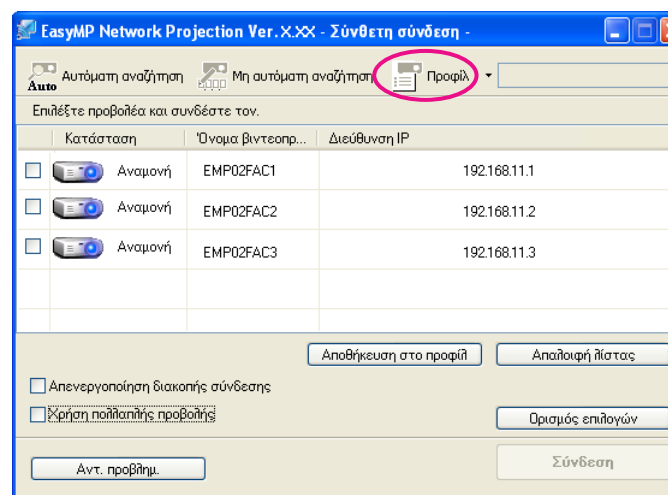 EasyMP Network Projection Ver.X.XX - Σύνθετη σύνδεση -
Auto Αυτόματη αναζήτηση Μη αυτόματη αναζήτηση Προφίλ
Επιλέξτε προβολέα και συνδέστε τον.
Κατάσταση Όνομα βιντεοπρ... Διεύθυνση IP
Αναμονή EMP02FAC1 192.168.11.1
Αναμονή EMP02FAC2 192.168.11.2
Αναμονή EMP02FAC3 192.168.11.3
Αποθήκευση στο προφίλ Απαλοιφή λίστας
Απενεργοποίηση διακοπής σύνδεσης
Χρήση πολλαπλής προβολής
Ορισμός επιλογών
Αντ. προβλημ. Σύνδεση